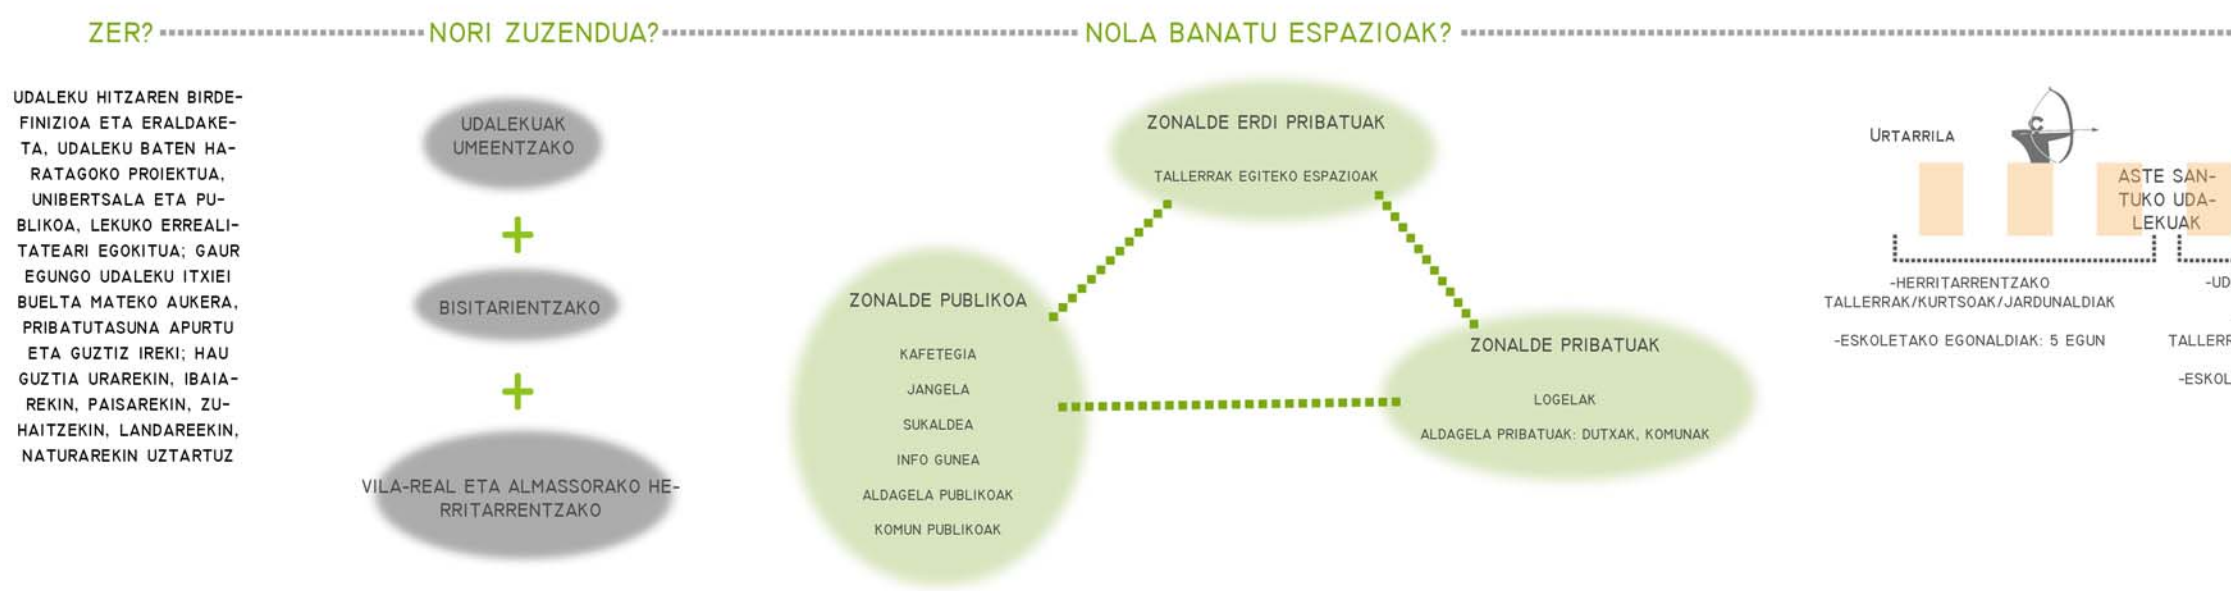 ZER?
NORI ZUZENDUA?
NOLA BANATU ESPAZIOAK?
UDALEKU HITZAREN BIRDE-
FINIZIOA ETA ERALDAKE-
TA, UDALEKU BATEN HA-
RATAGOKO PROIEKTUA,
UNIBERTSALA ETA PU-
BLIKOA, LEKUKO ERREALI-
TATEARI EGOKITUA; GAUR
EGUNGO UDALEKU ITXIEI
BUELTA MATEKO AUKERA,
PRIBATUTASUNA APURTU
ETA GUZTIZ IREKI; HAU
GUZTIA URAREKIN, IBAIA-
REKIN, PAISAREKIN, ZU-
HAITZEKIN, LANDAREEKIN,
NATURAREKIN UZTARTUZ
UDALEKUAK
UMEENTZAKO
+
BISITARIENTZAKO
+
VILA-REAL ETA ALMASSORAKO HE-
RRITARRENTZAKO
ZONALDE ERDI PRIBATUAK
TALLERRAK EGITEKO ESPAZIOAK
ZONALDE PUBLIKOA
KAFETEGIA
JANGELA
SUKALDEA
INFO GUNEA
ALDAGELA PUBLIKOAK
KOMUN PUBLIKOAK
ZONALDE PRIBATUAK
LOGELAK
ALDAGELA PRIBATUAK: DUTXAK, KOMUNAK
URTARRILA
ASTE SAN-
TUKO UDA-
LEKUAK
-HERRITARRENTZAKO
TALLERRAK/KURTSOAK/JARDUNALDIAK
-ESKOLETAKO EGONALDIAK: 5 EGUN
-UD
TALLERR
-ESKOL